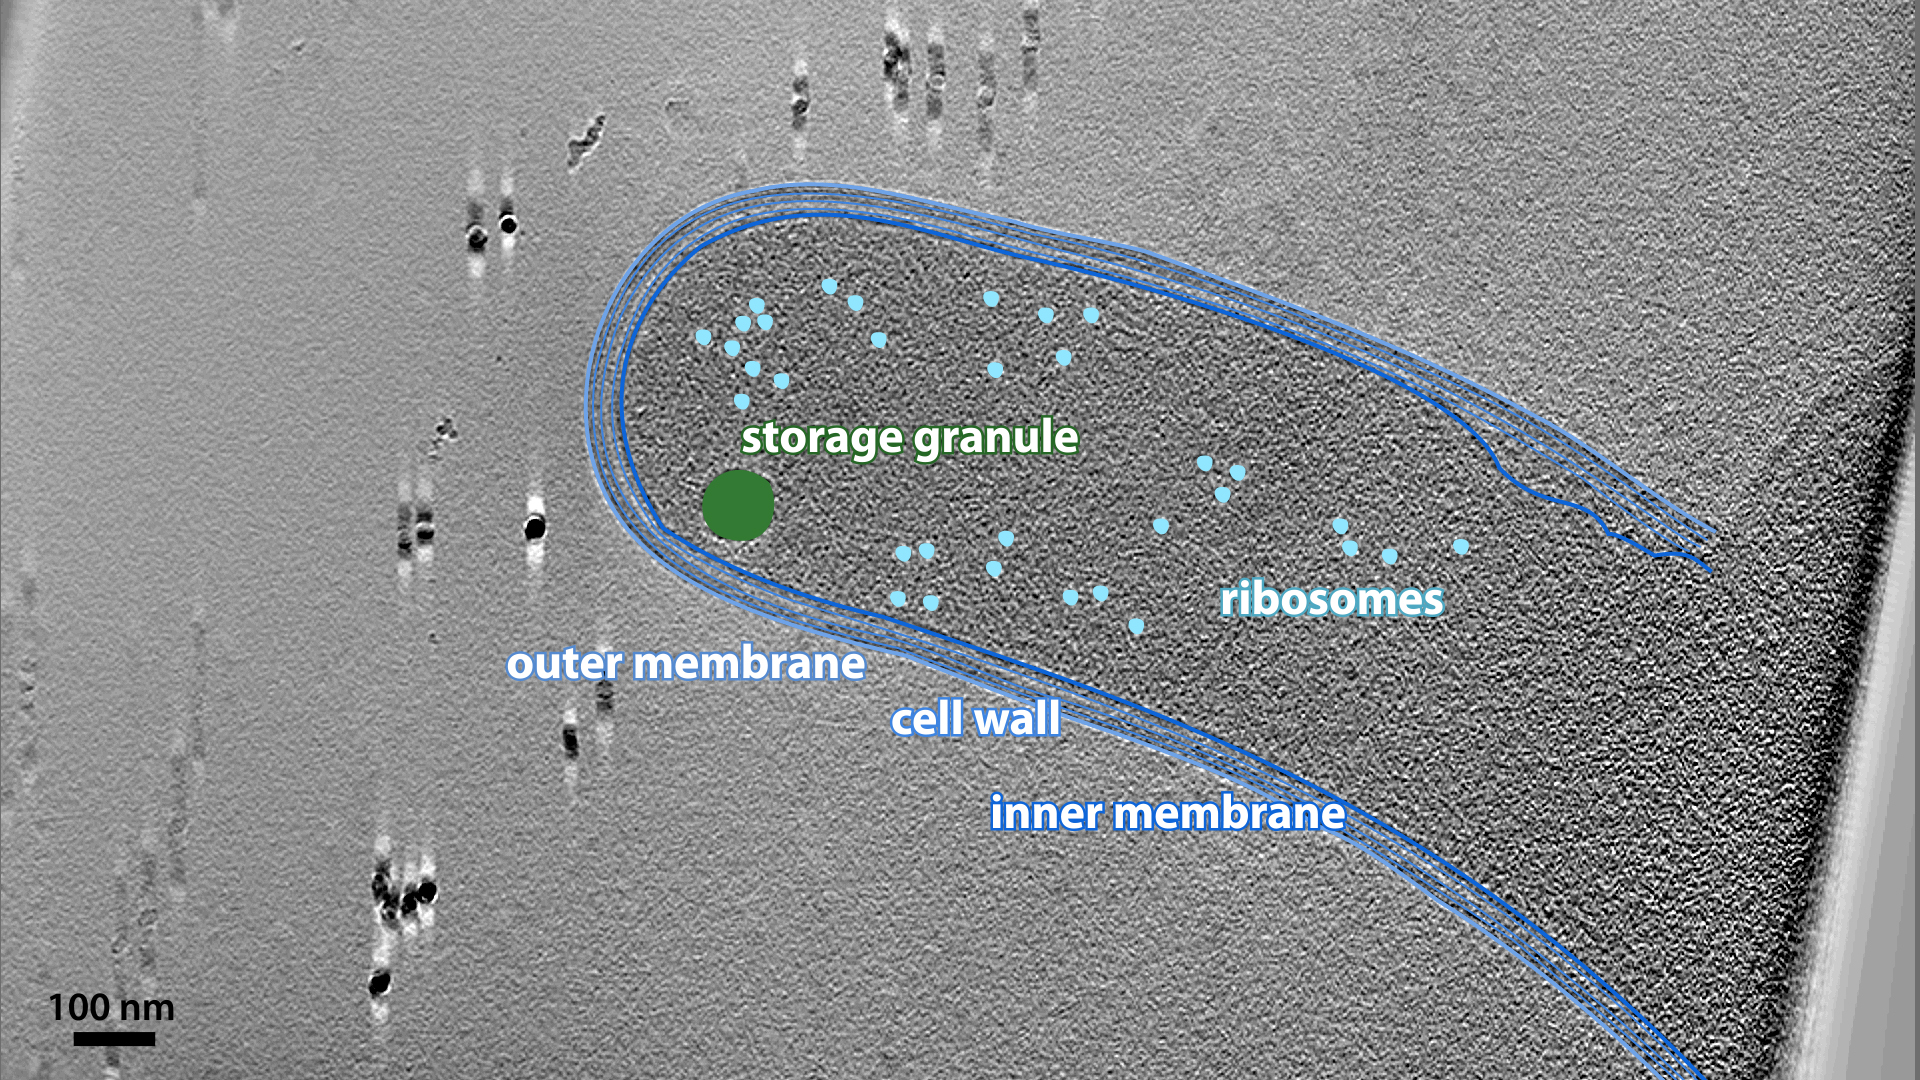 storage granule
ribosomes
outer membrane
cell wall
inner membrane
100 nm